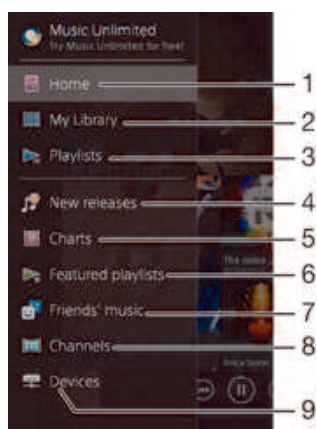 Music Unlimited
Try Music Unlimited for free!
Home 1
My Library 2
Playlists 3
New releases 4
Charts 5
Featured playlists 6
Friends' music 7
Channels 8
Devices
9